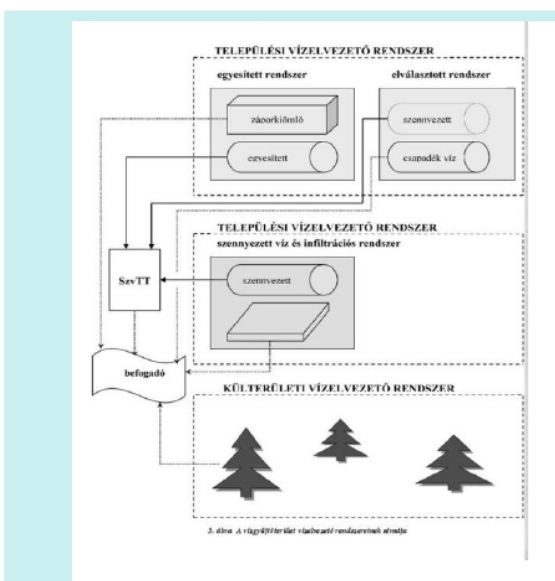 TELEPÜLÉSI VÍZELVEZETŐ RENDSZER
egyesített rendszer elválasztott rendszer
záporkiömlő szennyezett
egyesített csapadék víz
TELEPÜLÉSI VÍZELVEZETŐ RENDSZER
szennyezett víz és infiltrációs rendszer
SzvTT
szennyezett
befogadó
KÜLTERÜLETI VÍZELVEZETŐ RENDSZER
3. ábra A vízgyűjtőterület vízelvezető rendszereinek sémája